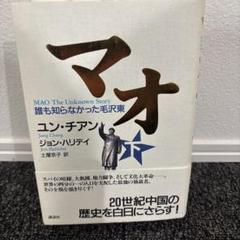 マオ
MAO The Unknown Story
誰も知らなかった毛沢東
下
ユン・チアン
Jung Chang
ジョン・ハリデイ
Jon Halliday
土屋京子 訳
20世紀中国の
歴史を白日にさらす!
講談社